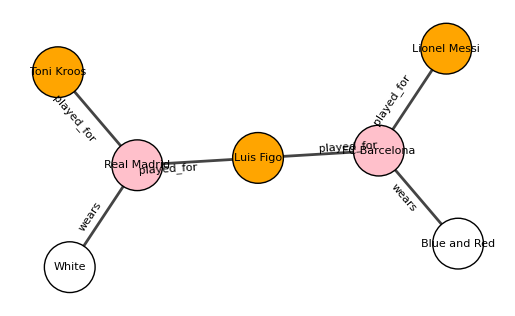 Lionel Messi
Toni Kroos
played_for
played_for
played_for
Barcelona
Luis Figo
Real Madrid
played_for
wears
wears
Blue and Red
White